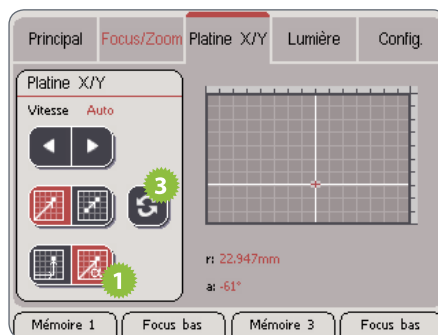 Principal Focus/Zoom Platine X/Y Lumière Config.
Platine X/Y
Vitesse Auto
3
1
r: 22.947mm
a: -61°
Mémoire 1 Focus bas Mémoire 3 Focus bas